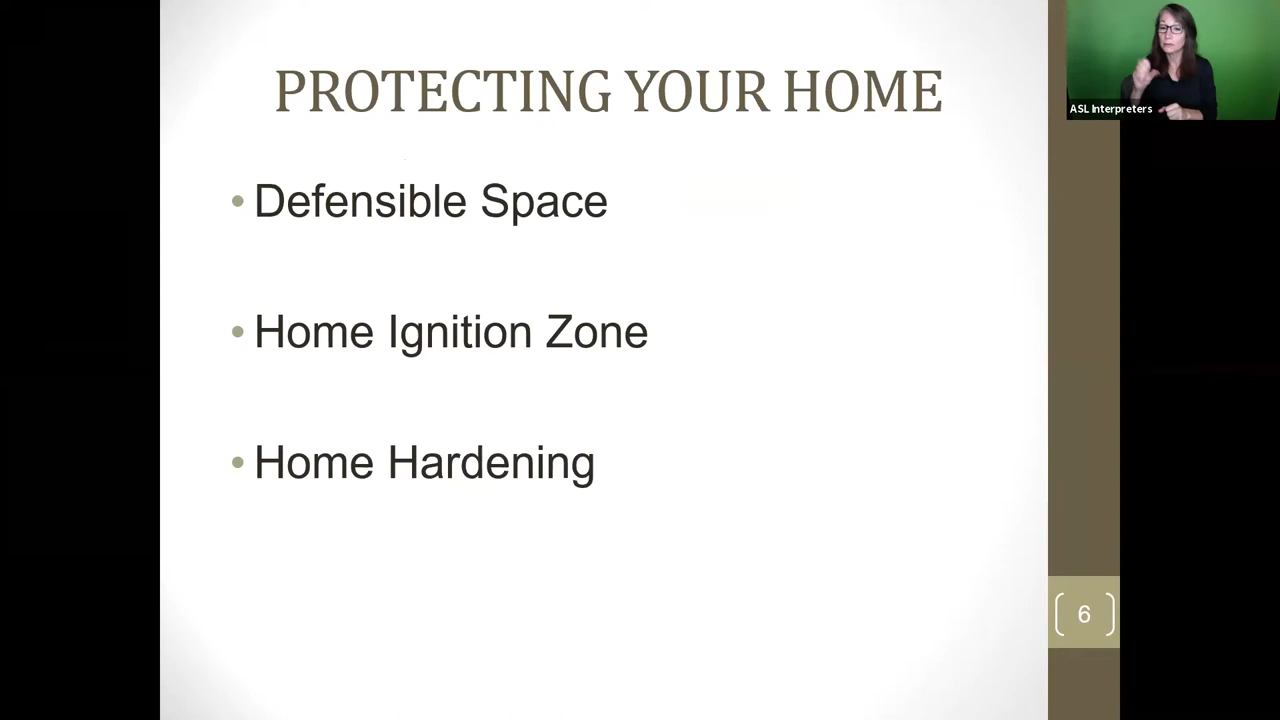 PROTECTING YOUR HOME
ASL Interpreters
• Defensible Space
• Home Ignition Zone
• Home Hardening
6